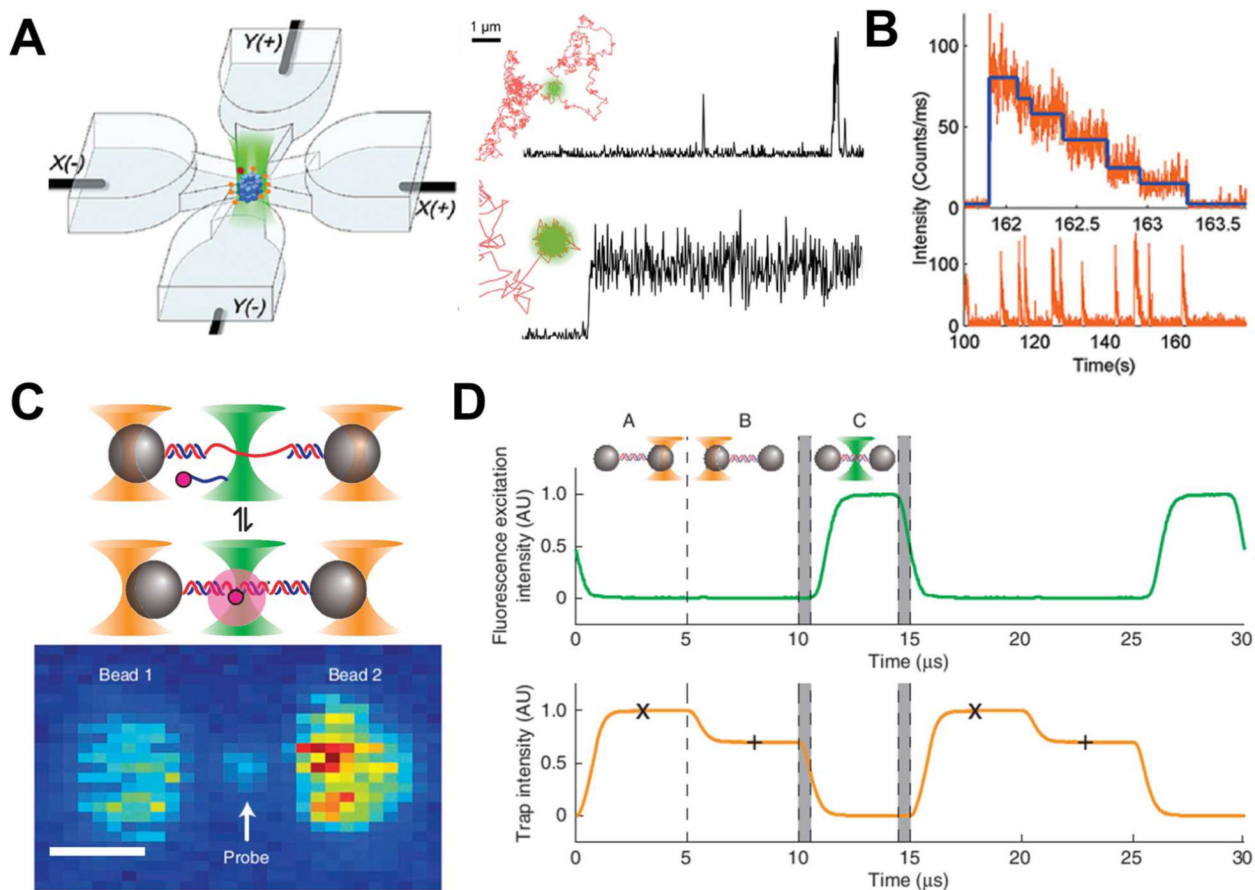 A
Y(+)
X(-)
X(+)
Y(-)
1 µm
B
Intensity (Counts/ms)
100
50
0
162
162.5
163
163.5
100
0
100
120
140
160
Time(s)
C
Bead 1
Bead 2
Probe
D
A
B
C
Fluorescence excitation
intensity (AU)
1.0
0.5
0
0
5
10
15
20
25
30
Time (µs)
Trap intensity (AU)
1.0
0.5
0
X
+
X
+
0
5
10
15
20
25
30
Time (µs)